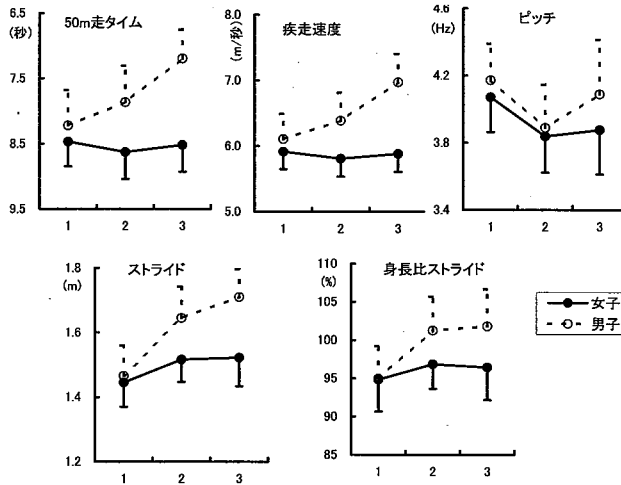 50m走タイム
(秒)
6.5
7.5
8.5
9.5
1 2 3
疾走速度
(m/秒)
8.0
7.0
6.0
5.0
1 2 3
ピッチ
(Hz)
4.6
4.2
3.8
3.4
1 2 3
ストライド
(m)
1.8
1.6
1.4
1.2
1 2 3
身長比ストライド
(%)
110
105
100
95
90
85
1 2 3
女子
男子